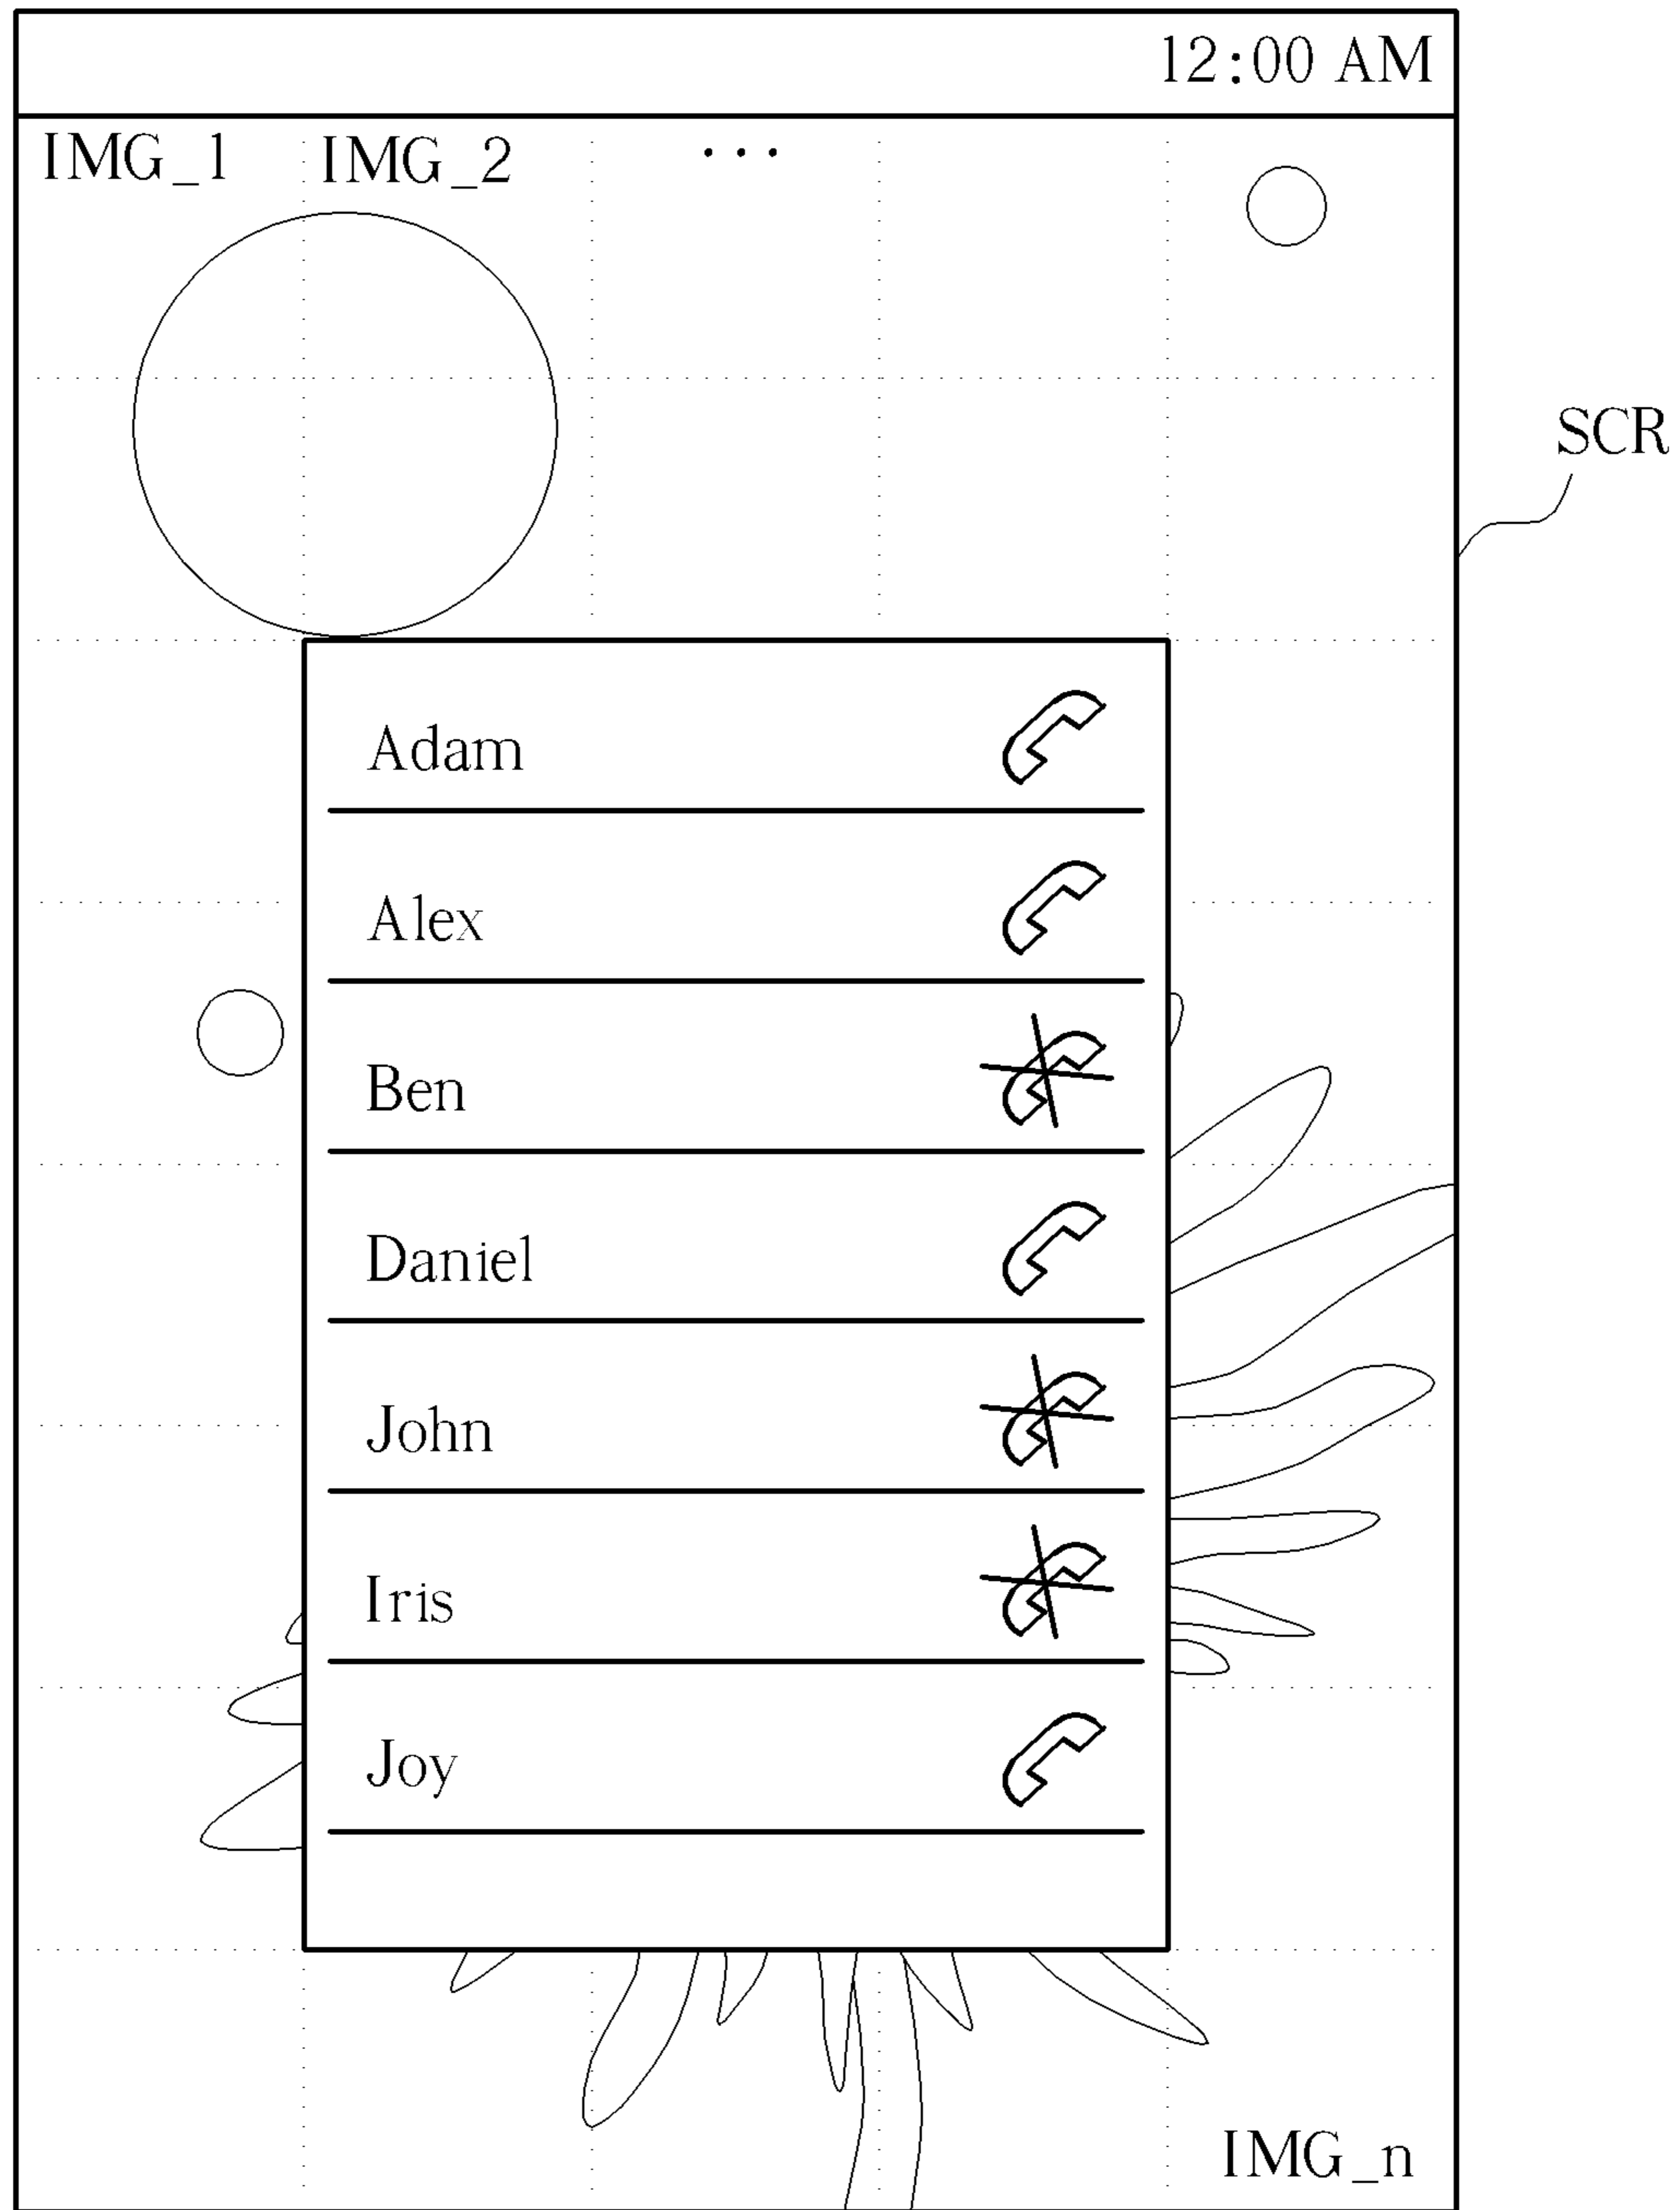 12:00 AM
IMG_1 IMG_2 ...
SCR
Adam
Alex
Ben
Daniel
John
Iris
Joy
IMG_n